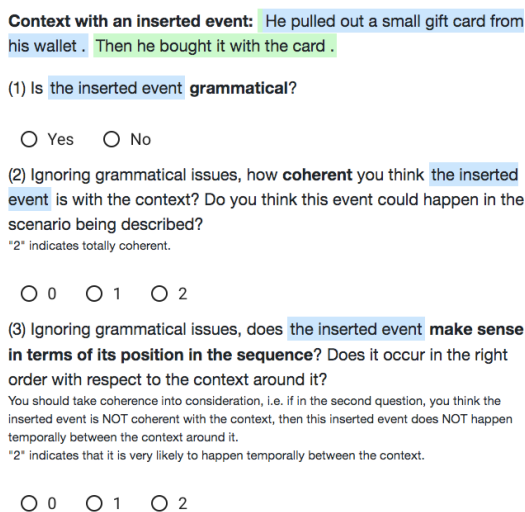 Context with an inserted event: He pulled out a small gift card from
his wallet . Then he bought it with the card .
(1) Is the inserted event grammatical?
Yes No
(2) Ignoring grammatical issues, how coherent you think the inserted
event is with the context? Do you think this event could happen in the
scenario being described?
"2" indicates totally coherent.
0 1 2
(3) Ignoring grammatical issues, does the inserted event make sense
in terms of its position in the sequence? Does it occur in the right
order with respect to the context around it?
You should take coherence into consideration, i.e. if in the second question, you think the
inserted event is NOT coherent with the context, then this inserted event does NOT happen
temporally between the context around it.
"2" indicates that it is very likely to happen temporally between the context.
0 1 2